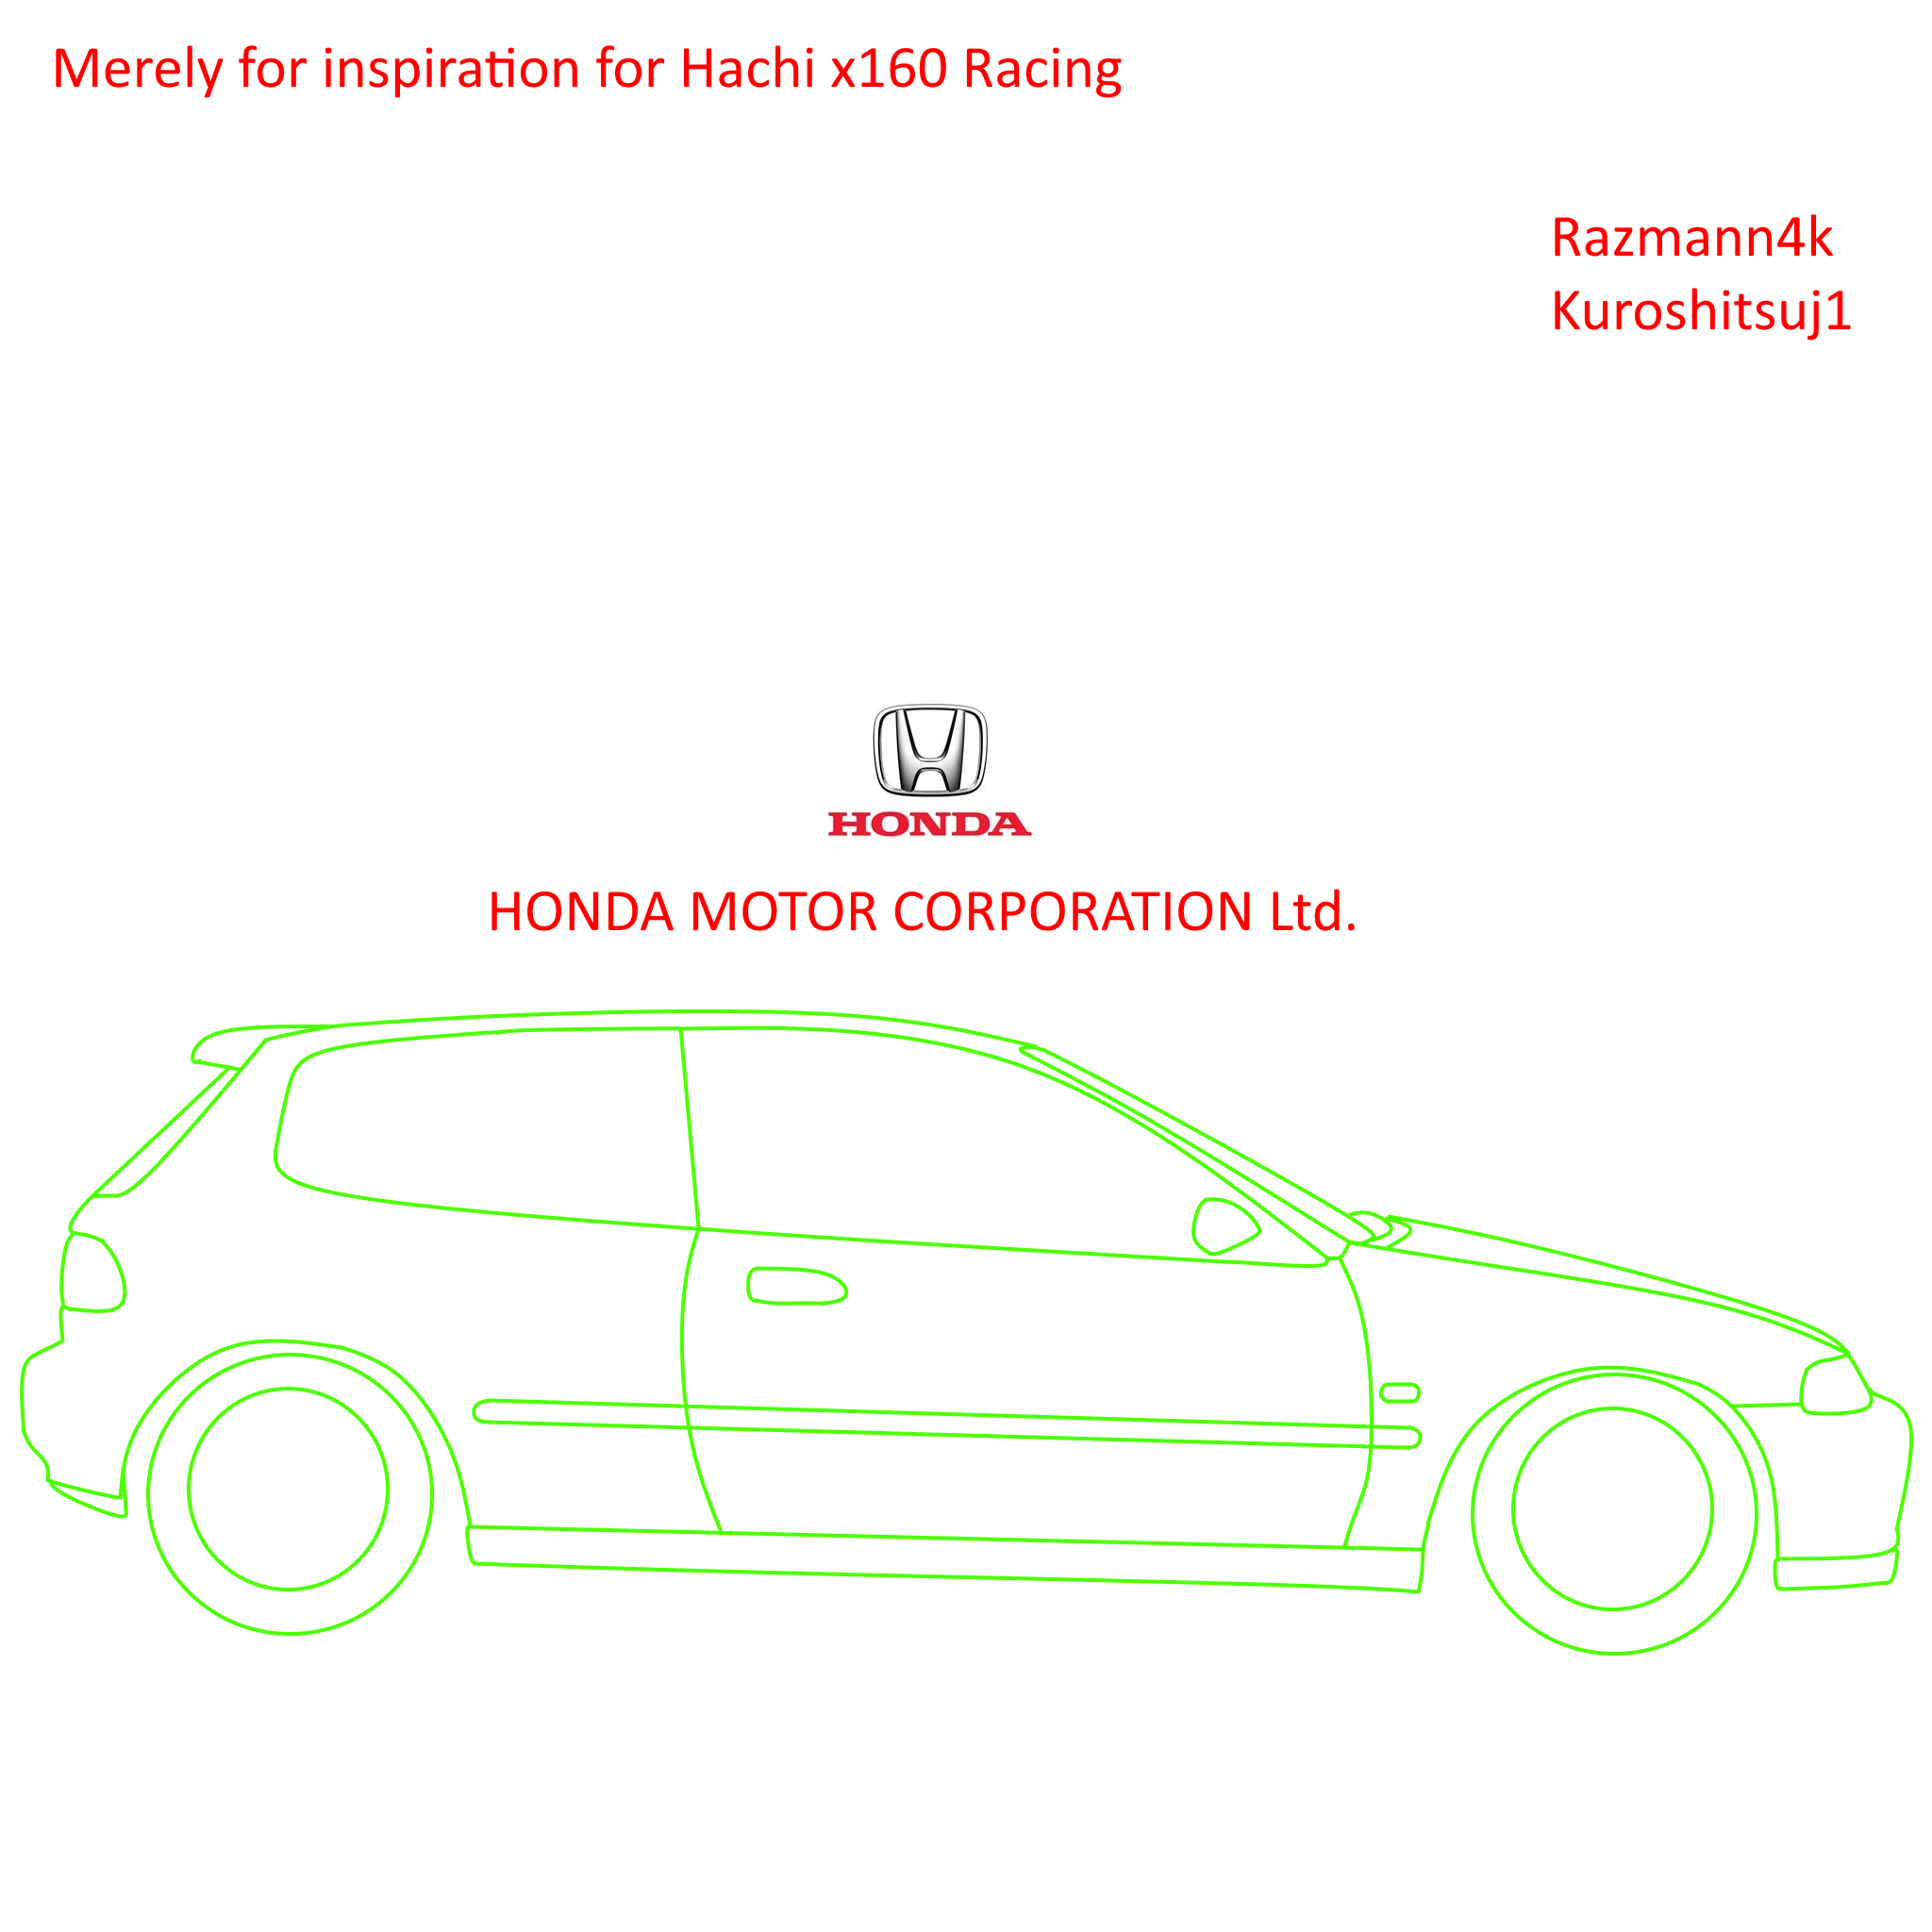 Merely for inspiration for Hachi x160 Racing
Razmann4k
Kuroshitsuj1
HONDA
HONDA MOTOR CORPORATION Ltd.